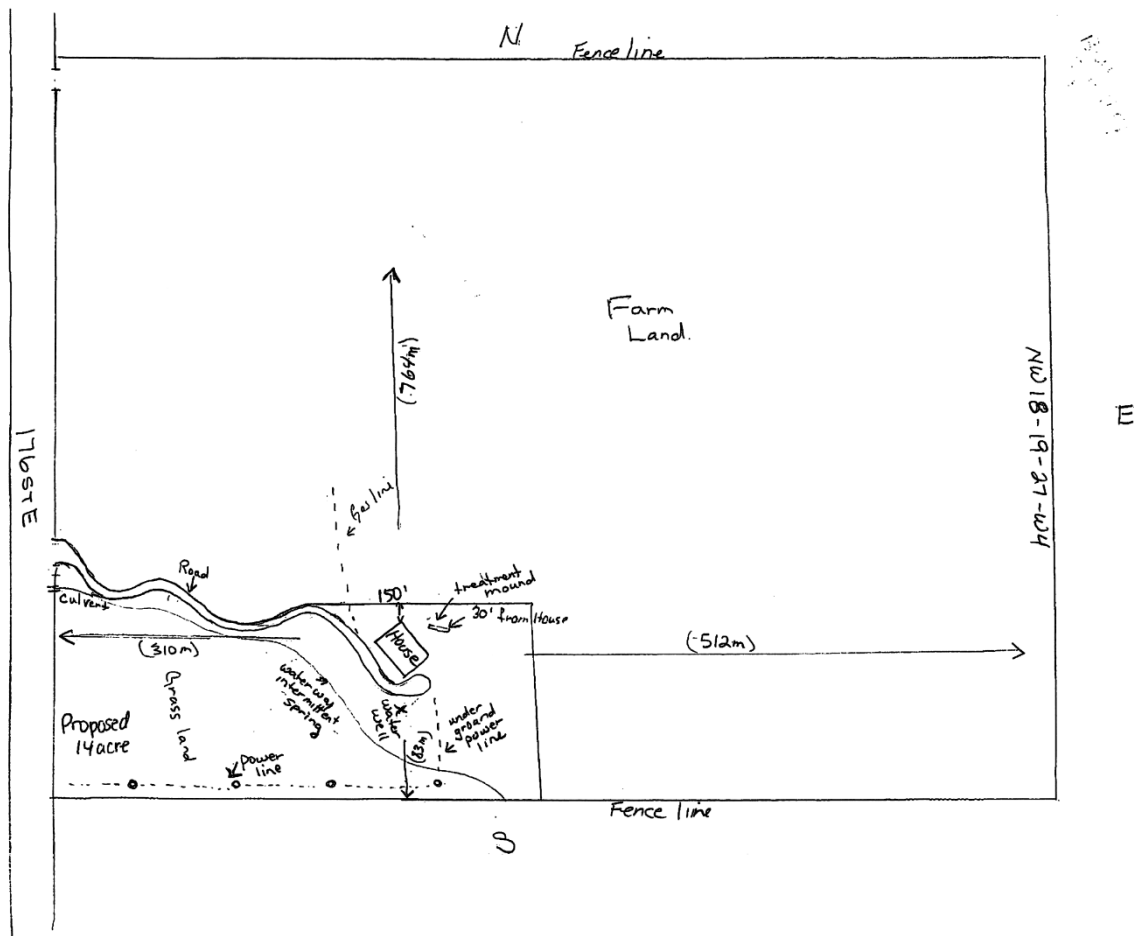 N
Fence line
Farm
Land.
(764m)
NW 18-19-27-W4
E
176 St E
Gas line
Road
Culvert
150'
treatment
mound
30' from House
House
(310m)
(512m)
Grass land
water way
intermittent
spring
water
well
(83m)
under
ground
power
line
Proposed
14 acre
power
line
Fence line
S